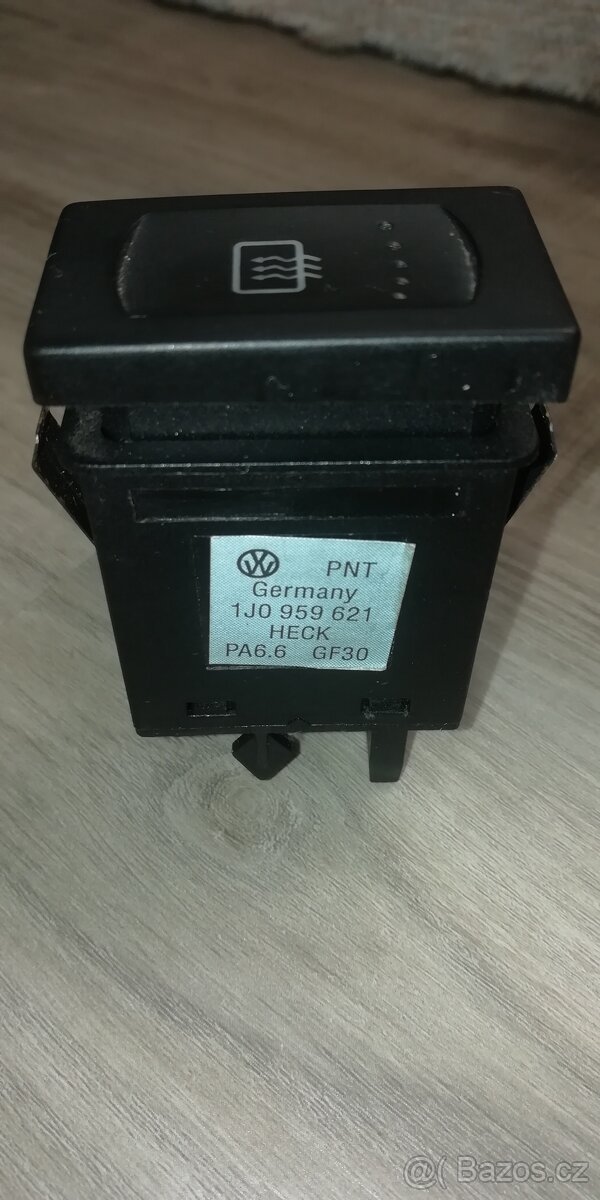 PNT
Germany
1J0 959 621
HECK
PA6.6 GF30
@( Bazos.cz